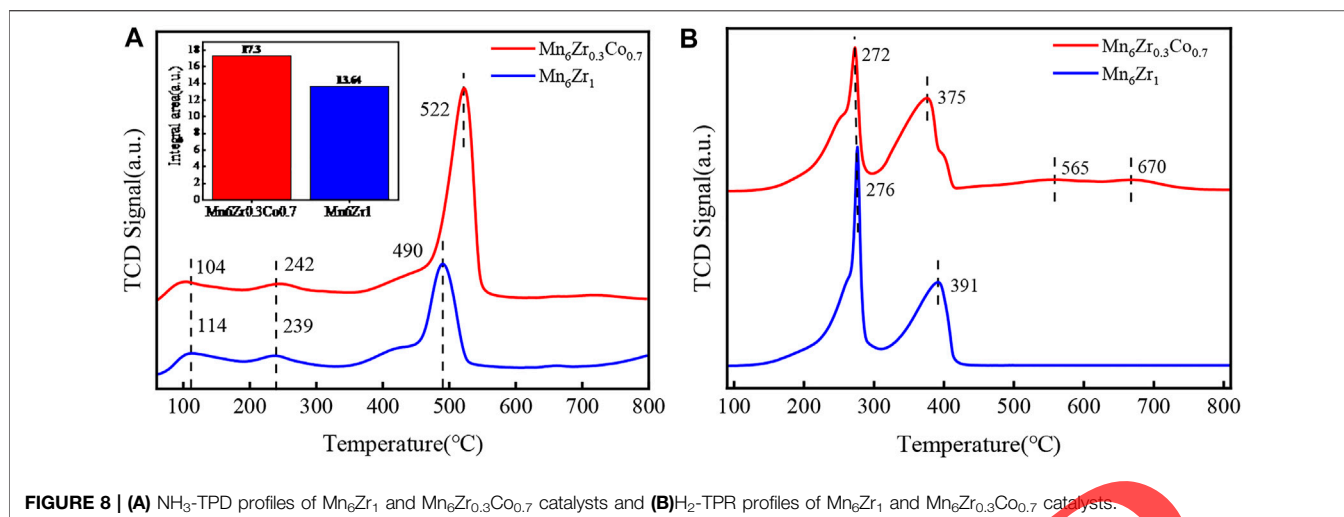 A
18
16
14
12
10
8
6
4
2
0
Integral area(a.u.)
17.3
13.64
Mn6Zr0.3Co0.7
Mn6Zr1
Mn₆Zr₀.₃Co₀.₇
Mn₆Zr₁
522
490
104
242
114
239
TCD Signal(a.u.)
100 200 300 400 500 600 700 800
Temperature(°C)
B
Mn₆Zr₀.₃Co₀.₇
Mn₆Zr₁
272
375
565
670
276
391
TCD Signal(a.u.)
100 200 300 400 500 600 700 800
Temperature(°C)
FIGURE 8 | (A) NH₃-TPD profiles of Mn₆Zr₁ and Mn₆Zr₀.₃Co₀.₇ catalysts and (B)H₂-TPR profiles of Mn₆Zr₁ and Mn₆Zr₀.₃Co₀.₇ catalysts.